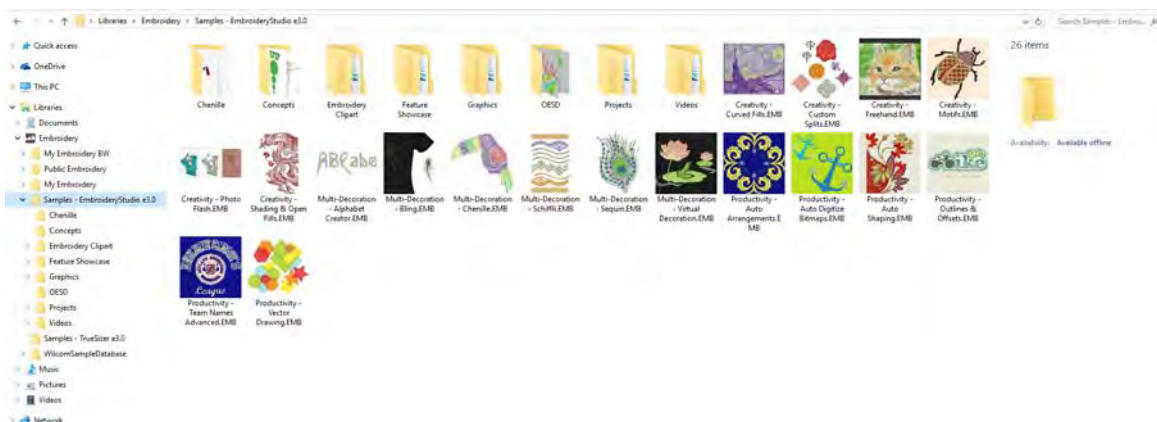 Libraries > Embroidery > Samples - EmbroideryStudio e3.0
Search Samples - Embro...
Quick access
OneDrive
This PC
Libraries
Documents
Embroidery
My Embroidery BW
Public Embroidery
My Embroidery
Samples - EmbroideryStudio e3.0
Chenille
Concepts
Embroidery Clipart
Feature Showcase
Graphics
OESD
Projects
Videos
Samples - TrueSizer e3.0
WilcomSampleDatabase
Music
Pictures
Videos
Network
Chenille
Concepts
Embroidery
Clipart
Feature
Showcase
Graphics
OESD
Projects
Videos
Creativity -
Curved Fills.EMB
Creativity -
Custom
Splits.EMB
Creativity -
Freehand.EMB
Creativity -
Motifs.EMB
Creativity - Photo
Flash.EMB
Creativity -
Shading & Open
Fills.EMB
ABCabe
Multi-Decoration
- Alphabet
Creator.EMB
Multi-Decoration
- Bling.EMB
Multi-Decoration
- Chenille.EMB
Multi-Decoration
- Schiffli.EMB
Multi-Decoration
- Sequin.EMB
Multi-Decoration
- Virtual
Decoration.EMB
Productivity -
Auto
Arrangements.E
MB
Productivity -
Auto Digitize
Bitmaps.EMB
Productivity -
Auto
Shaping.EMB
Productivity -
Outlines &
Offsets.EMB
League
Productivity -
Team Names
Advanced.EMB
Productivity -
Vector
Drawing.EMB
26 items
Availability: Available offline